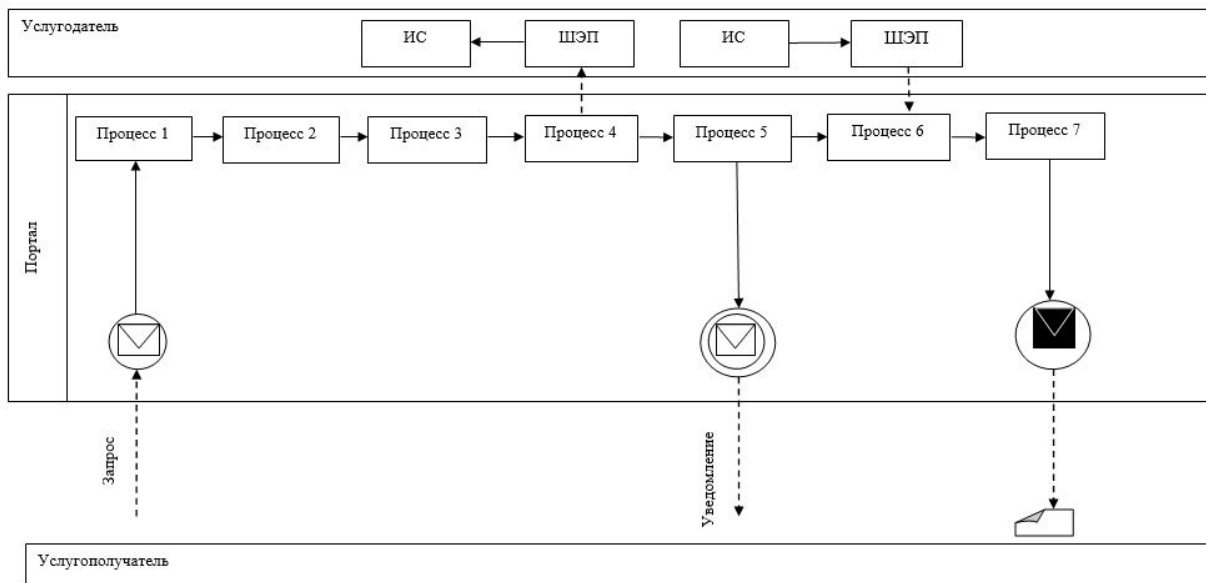 Услугодатель
ИС
ШЭП
ИС
ШЭП
Портал
Процесс 1
Процесс 2
Процесс 3
Процесс 4
Процесс 5
Процесс 6
Процесс 7
Запрос
Уведомление
Услугополучатель